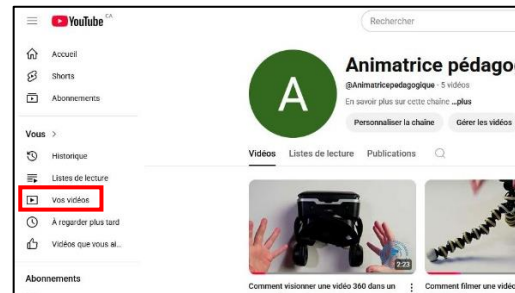 YouTube CA
Rechercher
Accueil
Shorts
Abonnements
Vous >
Historique
Listes de lecture
Vos vidéos
À regarder plus tard
Vidéos que vous ai...
Abonnements
A
Animatrice pédago
@Animatricepedagogique · 5 vidéos
En savoir plus sur cette chaîne ...plus
Personnaliser la chaîne
Gérer les vidéos
Vidéos
Listes de lecture
Publications
2:23
Comment visionner une vidéo 360 dans un
Comment filmer une vidéo